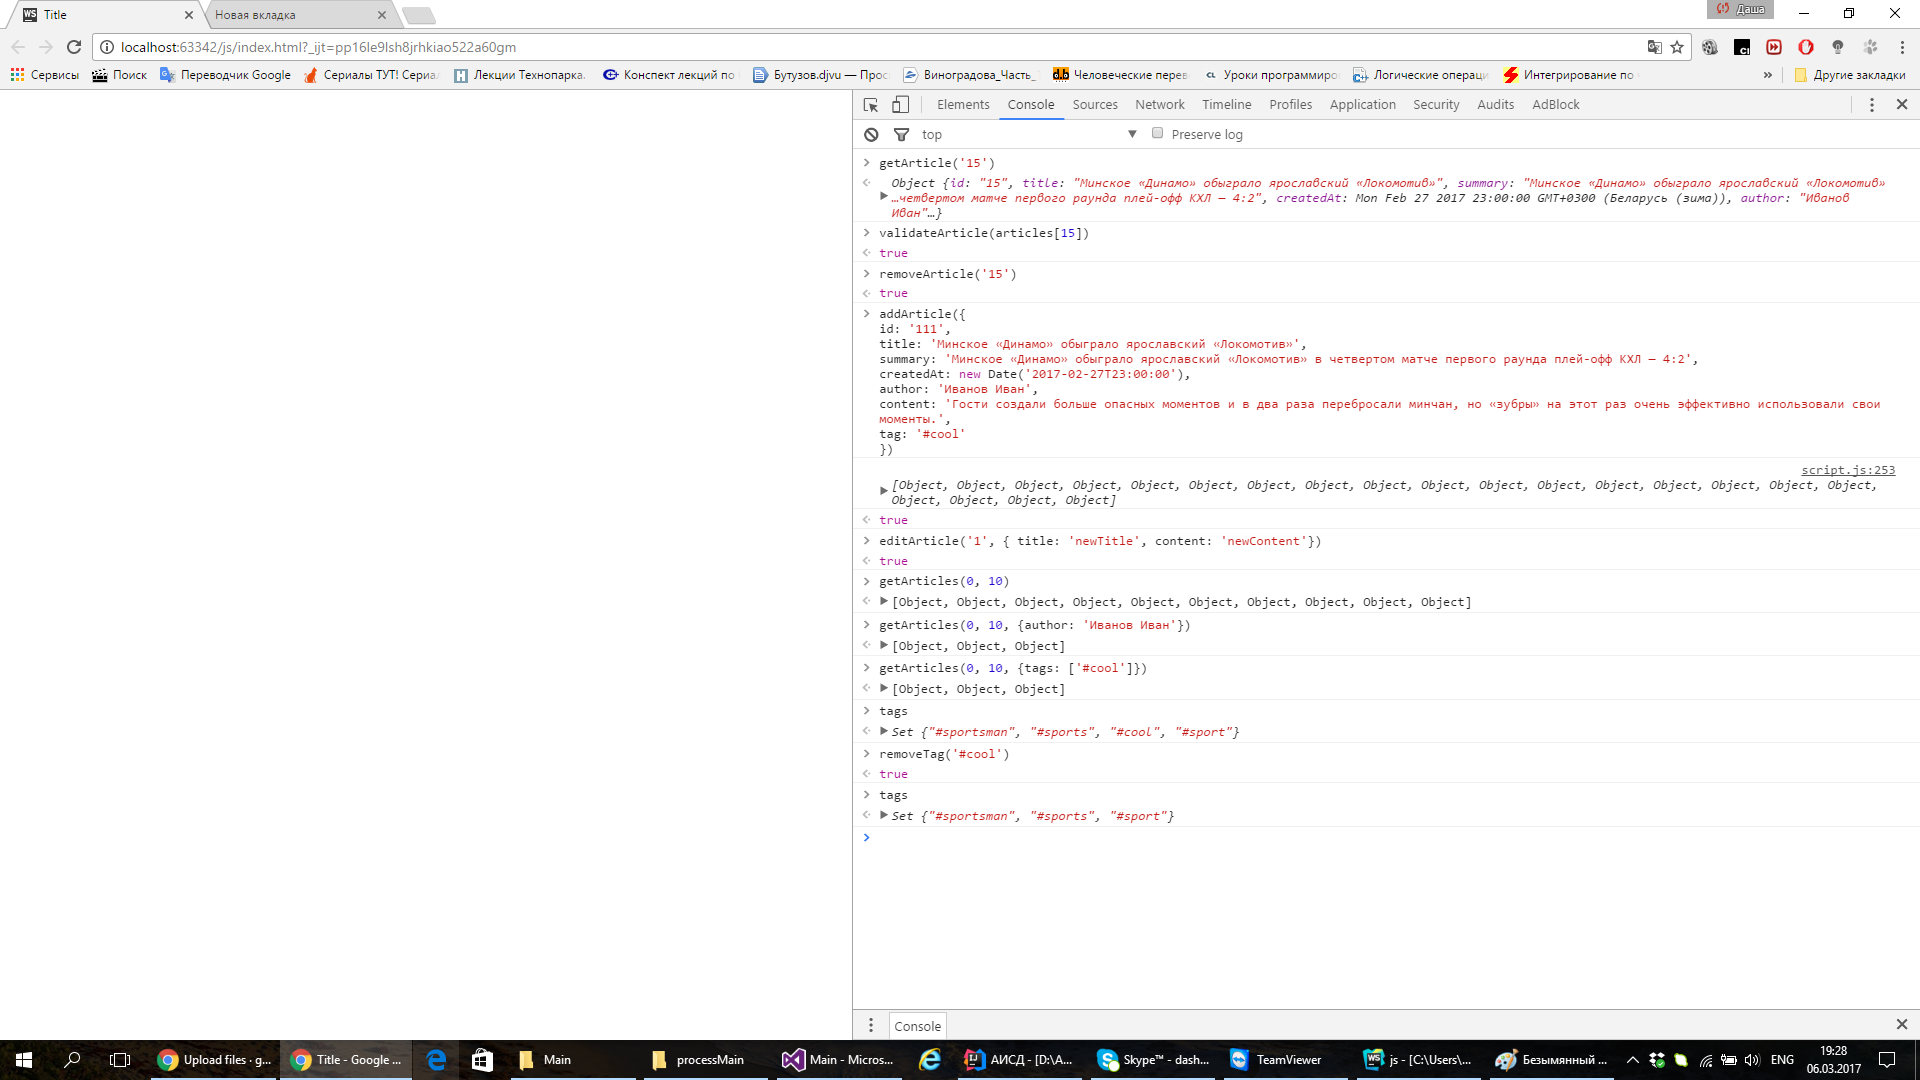 Title
Новая вкладка
Даша
localhost:63342/js/index.html?_ijt=pp16le9lsh8jrhkiao522a60gm
Сервисы
Поиск
Переводчик Google
Сериалы ТУТ! Сериа
Лекции Технопарка.
Конспект лекций по
Бутузов.djvu — Прос
Виноградова_Часть_
Человеческие перев
Уроки программиро
Логические операц
Интегрирование по
»
Другие закладки
Elements Console Sources Network Timeline Profiles Application Security Audits AdBlock
top
Preserve log
getArticle('15')
Object {id: "15", title: "Минское «Динамо» обыграло ярославский «Локомотив»", summary: "Минское «Динамо» обыграло ярославский «Локомотив»
…четвертом матче первого раунда плей-офф КХЛ — 4:2", createdAt: Mon Feb 27 2017 23:00:00 GMT+0300 (Беларусь (зима)), author: "Иванов
Иван"…}
validateArticle(articles[15])
true
removeArticle('15')
true
addArticle({
id: '111',
title: 'Минское «Динамо» обыграло ярославский «Локомотив»',
summary: 'Минское «Динамо» обыграло ярославский «Локомотив» в четвертом матче первого раунда плей-офф КХЛ — 4:2',
createdAt: new Date('2017-02-27T23:00:00'),
author: 'Иванов Иван',
content: 'Гости создали больше опасных моментов и в два раза перебросали минчан, но «зубры» на этот раз очень эффективно использовали свои
моменты.',
tag: '#cool'
})
script.js:253
[Object, Object, Object, Object, Object, Object, Object, Object, Object, Object, Object, Object, Object, Object, Object, Object, Object,
Object, Object, Object, Object]
true
editArticle('1', { title: 'newTitle', content: 'newContent'})
true
getArticles(0, 10)
[Object, Object, Object, Object, Object, Object, Object, Object, Object, Object]
getArticles(0, 10, {author: 'Иванов Иван'})
[Object, Object, Object]
getArticles(0, 10, {tags: ['#cool']})
[Object, Object, Object]
tags
Set {"#sportsman", "#sports", "#cool", "#sport"}
removeTag('#cool')
true
tags
Set {"#sportsman", "#sports", "#sport"}
Console
Upload files · g...
Title - Google ...
Main
processMain
Main - Micros...
АИСД - [D:\A...
Skype™ - dash...
TeamViewer
js - [C:\Users\...
Безымянный ...
ENG
19:28
06.03.2017